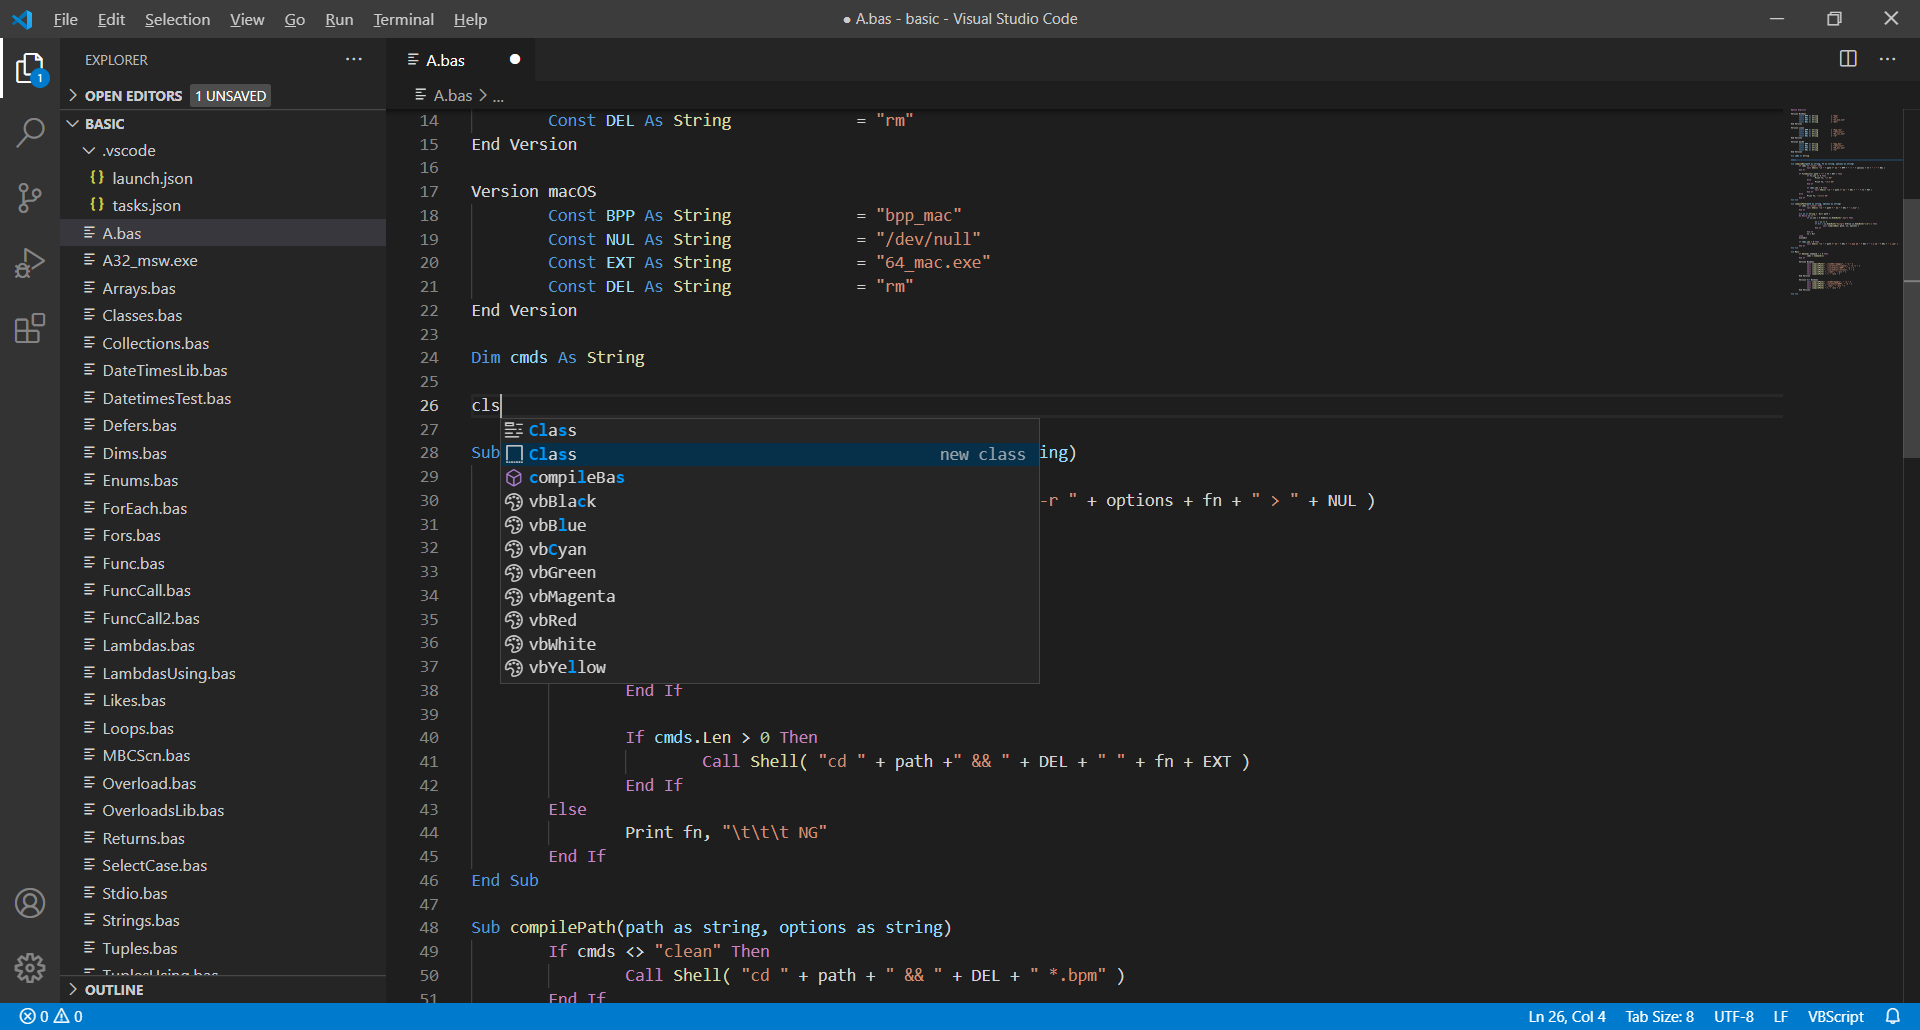 File Edit Selection View Go Run Terminal Help
● A.bas - basic - Visual Studio Code
1
EXPLORER
OPEN EDITORS 1 UNSAVED
BASIC
.vscode
{} launch.json
{} tasks.json
A.bas
A32_msw.exe
Arrays.bas
Classes.bas
Collections.bas
DateTimesLib.bas
DatetimesTest.bas
Defers.bas
Dims.bas
Enums.bas
ForEach.bas
Fors.bas
Func.bas
FuncCall.bas
FuncCall2.bas
Lambdas.bas
LambdasUsing.bas
Likes.bas
Loops.bas
MBCScn.bas
Overload.bas
OverloadsLib.bas
Returns.bas
SelectCase.bas
Stdio.bas
Strings.bas
Tuples.bas
TuplesUsing.bas
OUTLINE
A.bas
A.bas > ...
14 Const DEL As String = "rm"
15 End Version
16
17 Version macOS
18 Const BPP As String = "bpp_mac"
19 Const NUL As String = "/dev/null"
20 Const EXT As String = "64_mac.exe"
21 Const DEL As String = "rm"
22 End Version
23
24 Dim cmds As String
25
26 cls
27
28 Sub ing)
29
30 -r " + options + fn + " > " + NUL )
31
32
33
34
35
36
37
38 End If
39
40 If cmds.Len > 0 Then
41 Call Shell( "cd " + path +" && " + DEL + " " + fn + EXT )
42 End If
43 Else
44 Print fn, "\t\t\t NG"
45 End If
46 End Sub
47
48 Sub compilePath(path as string, options as string)
49 If cmds <> "clean" Then
50 Call Shell( "cd " + path + " && " + DEL + " *.bpm" )
51 End If
Class
Class new class
compileBas
vbBlack
vbBlue
vbCyan
vbGreen
vbMagenta
vbRed
vbWhite
vbYellow
0 0
Ln 26, Col 4 Tab Size: 8 UTF-8 LF VBScript